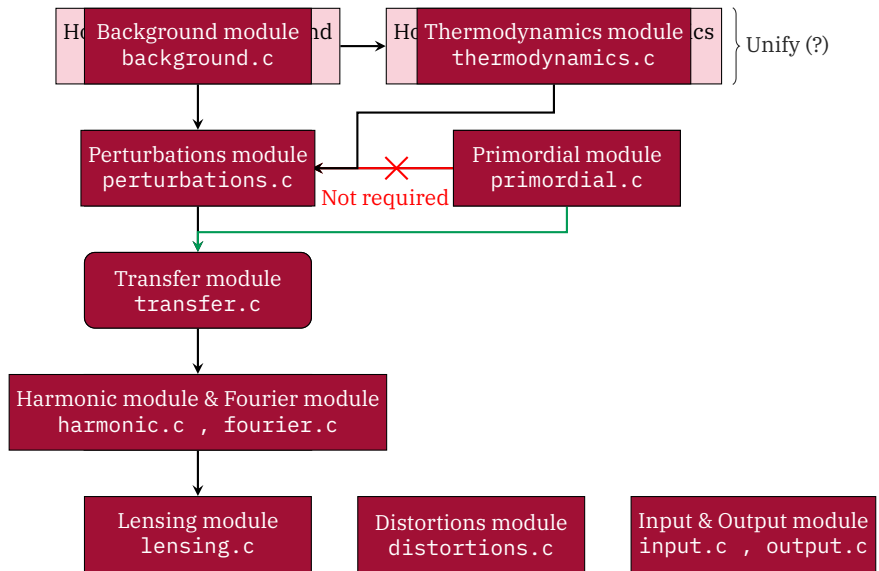 Background module
background.c
Thermodynamics module
thermodynamics.c
Unify (?)
Perturbations module
perturbations.c
Not required
Primordial module
primordial.c
Transfer module
transfer.c
Harmonic module & Fourier module
harmonic.c , fourier.c
Lensing module
lensing.c
Distortions module
distortions.c
Input & Output module
input.c , output.c